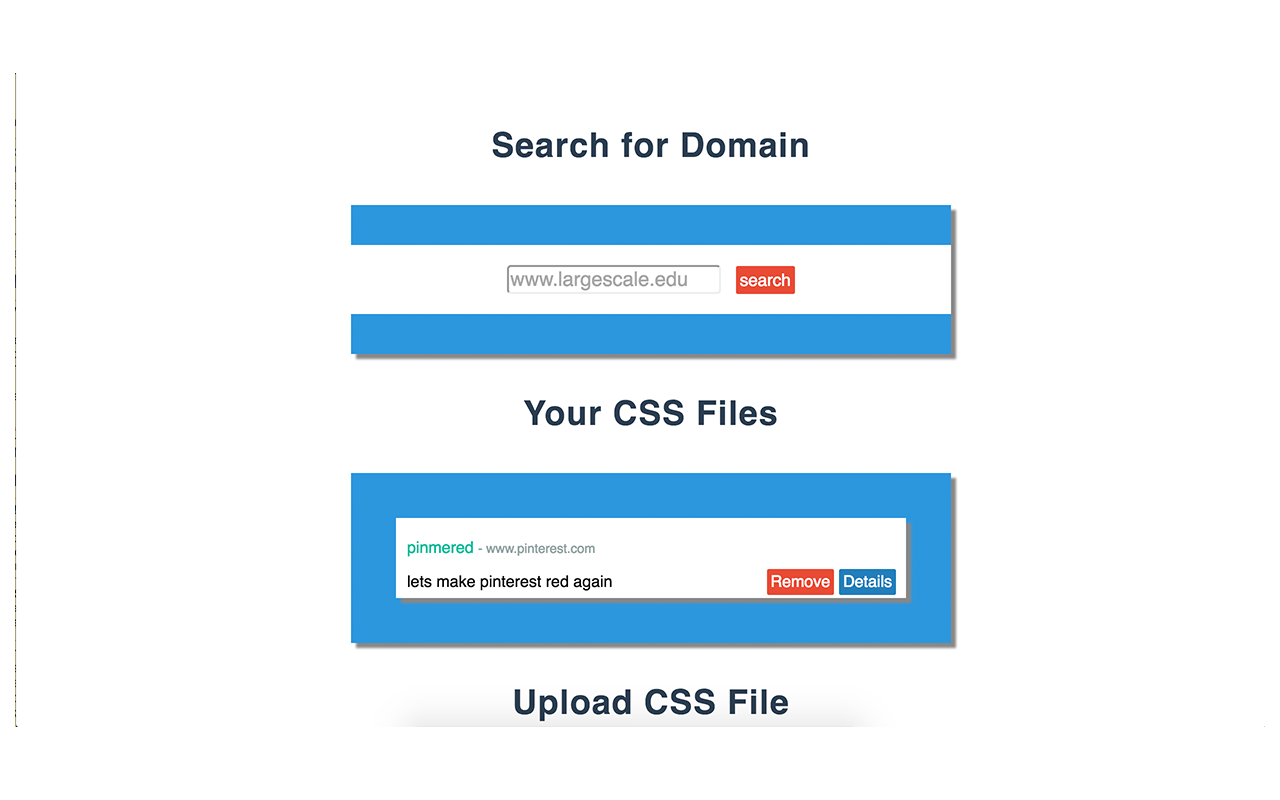 Search for Domain
www.largescale.edu search
Your CSS Files
pinmered - www.pinterest.com
lets make pinterest red again Remove Details
Upload CSS File